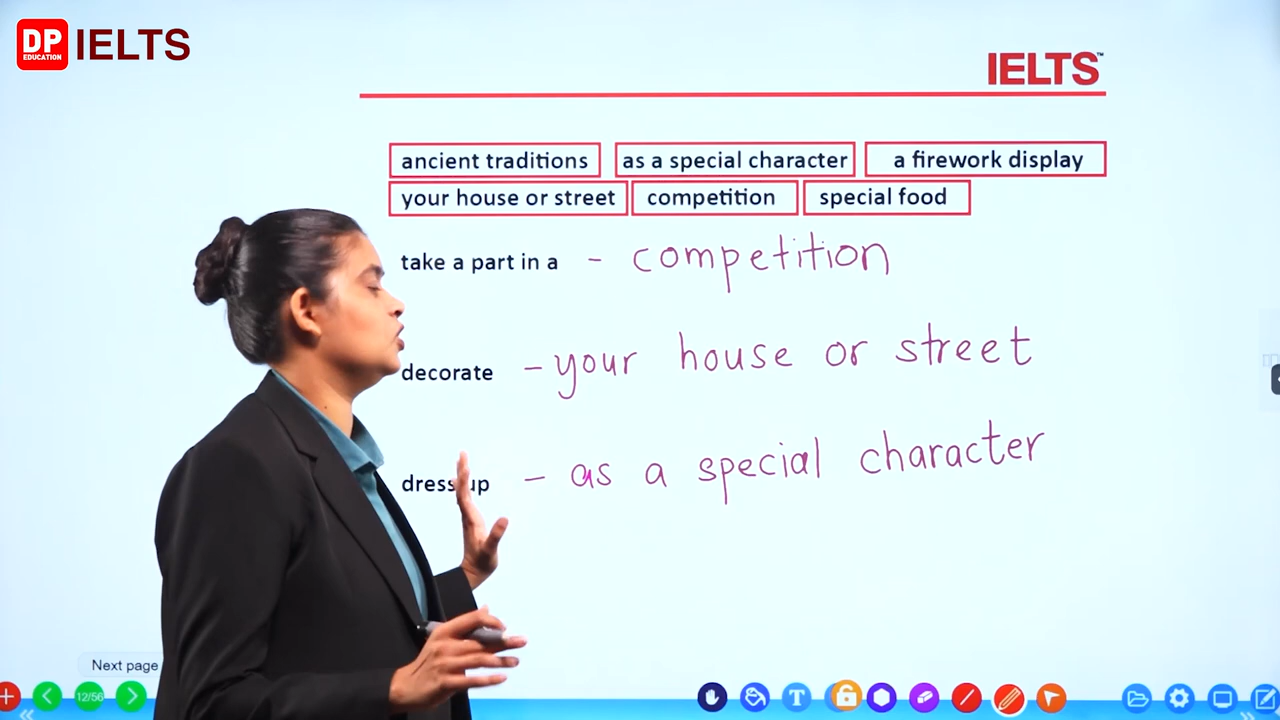 DP EDUCATION IELTS
IELTS™
ancient traditions as a special character a firework display
your house or street competition special food
take a part in a - competition
decorate - your house or street
dress up - as a special character
Next page
12/56
T